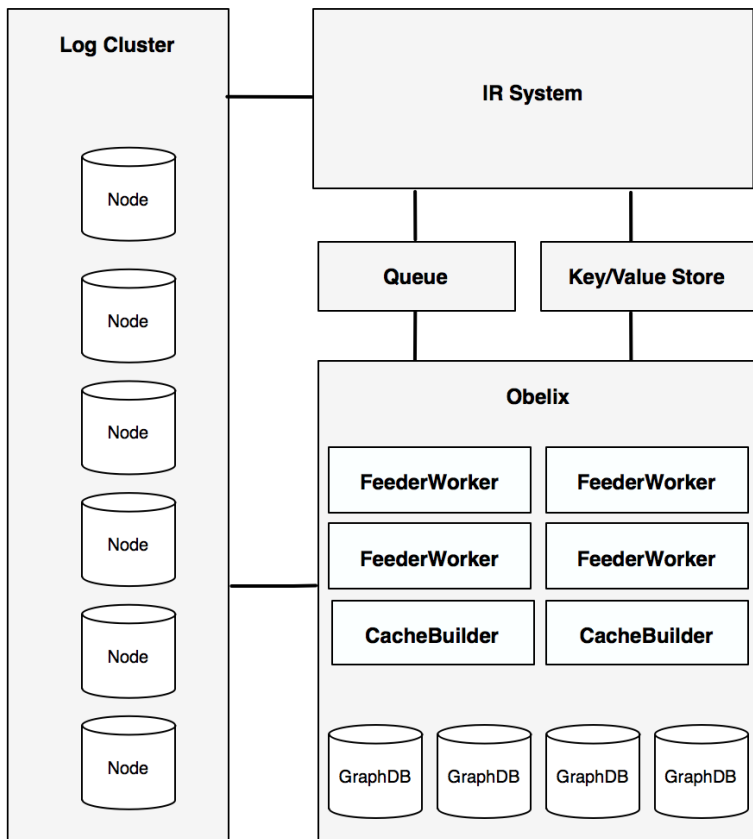 Log Cluster
Node
Node
Node
Node
Node
Node
IR System
Queue
Key/Value Store
Obelix
FeederWorker
FeederWorker
FeederWorker
FeederWorker
CacheBuilder
CacheBuilder
GraphDB
GraphDB
GraphDB
GraphDB